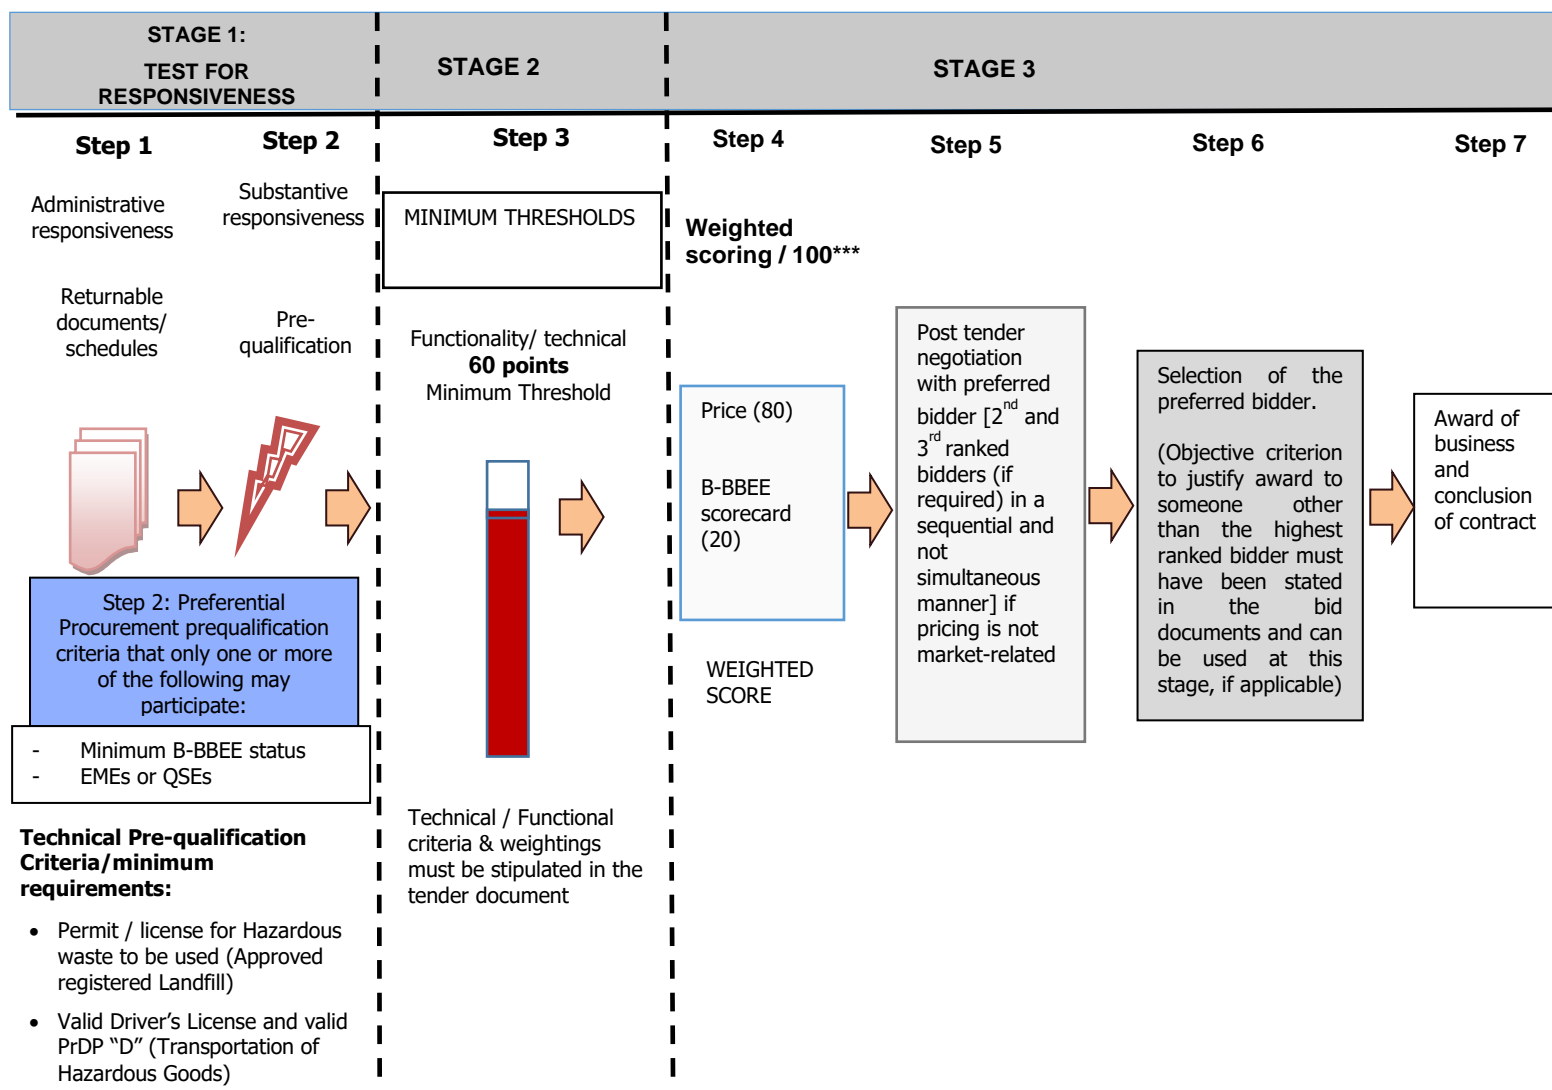 STAGE 1:
TEST FOR
RESPONSIVENESS
STAGE 2
STAGE 3
Step 1
Step 2
Step 3
Step 4
Step 5
Step 6
Step 7
Administrative
responsiveness
Substantive
responsiveness
MINIMUM THRESHOLDS
Weighted
scoring / 100***
Returnable
documents/
schedules
Pre-
qualification
Functionality/ technical
60 points
Minimum Threshold
Price (80)
B-BBEE
scorecard
(20)
WEIGHTED
SCORE
Post tender
negotiation
with preferred
bidder [2nd and
3rd ranked
bidders (if
required) in a
sequential and
not
simultaneous
manner] if
pricing is not
market-related
Selection of the
preferred bidder.
(Objective criterion
to justify award to
someone other
than the highest
ranked bidder must
have been stated
in the bid
documents and can
be used at this
stage, if applicable)
Award of
business
and
conclusion
of contract
Step 2: Preferential
Procurement prequalification
criteria that only one or more
of the following may
participate:
- Minimum B-BBEE status
- EMEs or QSEs
Technical / Functional
criteria & weightings
must be stipulated in the
tender document
Technical Pre-qualification
Criteria/minimum
requirements:
• Permit / license for Hazardous
waste to be used (Approved
registered Landfill)
• Valid Driver’s License and valid
PrDP “D” (Transportation of
Hazardous Goods)